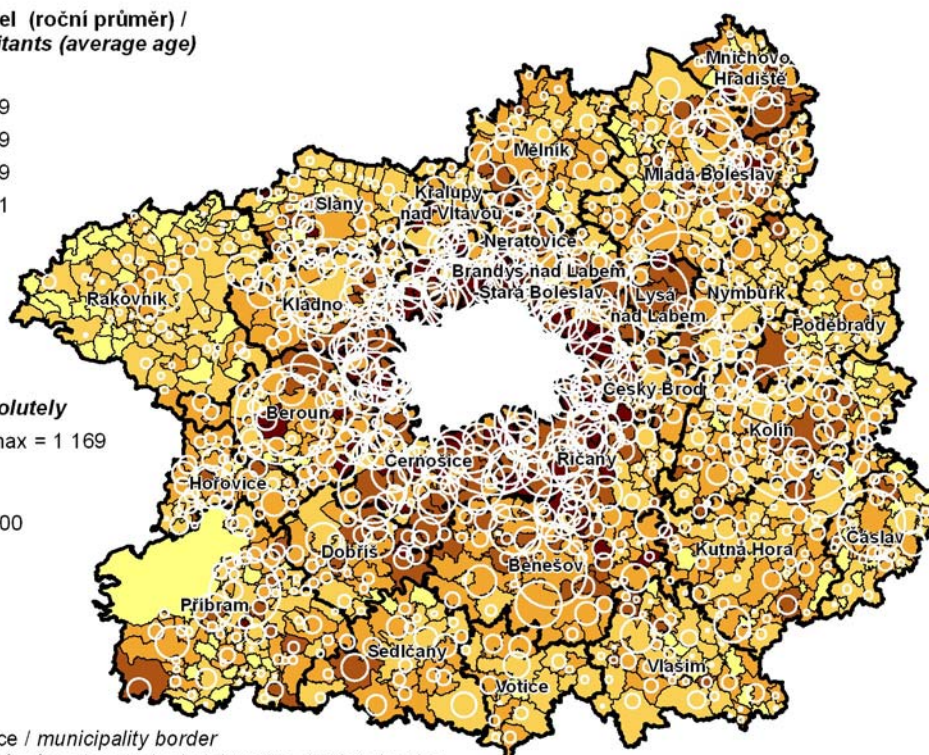 el (roční průměr) /
itants (average age)
9
9
9
1
olutely
max = 1 169
00
Mnichovo
Hradiště
Mělník
Mladá Boleslav
Slaný
Kralupy
nad Vltavou
Neratovice
Brandýs nad Labem
Stará Boleslav
Lysá
nad Labem
Nymburk
Rakovník
Kladno
Poděbrady
Český Brod
Beroun
Kolín
Černošice
Říčany
Hořovice
Čáslav
Kutná Hora
Dobříš
Benešov
Příbram
Sedlčany
Vlašim
Votice
ce / municipality border